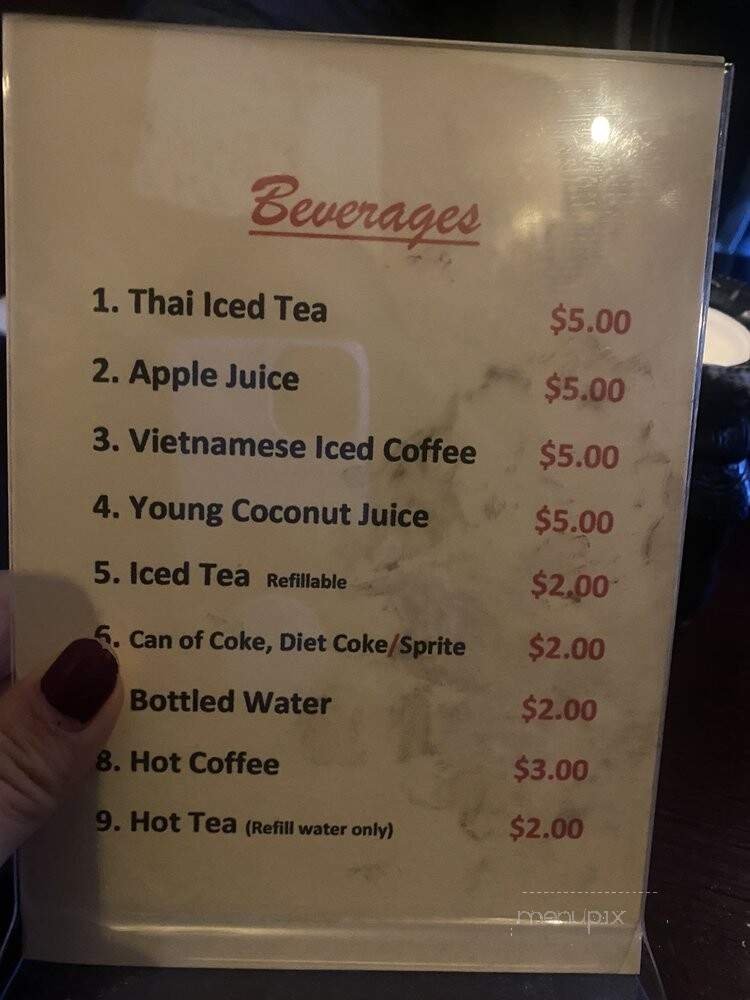 Beverages
1. Thai Iced Tea $5.00
2. Apple Juice $5.00
3. Vietnamese Iced Coffee $5.00
4. Young Coconut Juice $5.00
5. Iced Tea Refillable $2.00
6. Can of Coke, Diet Coke/Sprite $2.00
Bottled Water $2.00
8. Hot Coffee $3.00
9. Hot Tea (Refill water only) $2.00
menupix